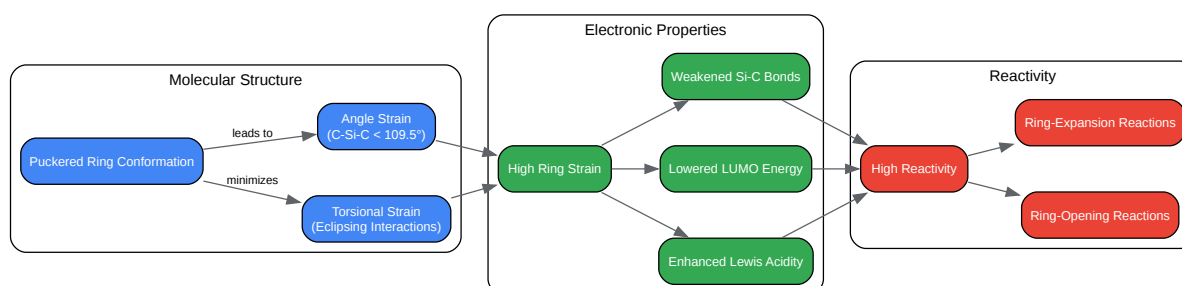 Molecular Structure
Puckered Ring Conformation
leads to
minimizes
Angle Strain
(C-Si-C < 109.5°)
Torsional Strain
(Eclipsing Interactions)
Electronic Properties
High Ring Strain
Weakened Si-C Bonds
Lowered LUMO Energy
Enhanced Lewis Acidity
Reactivity
High Reactivity
Ring-Expansion Reactions
Ring-Opening Reactions